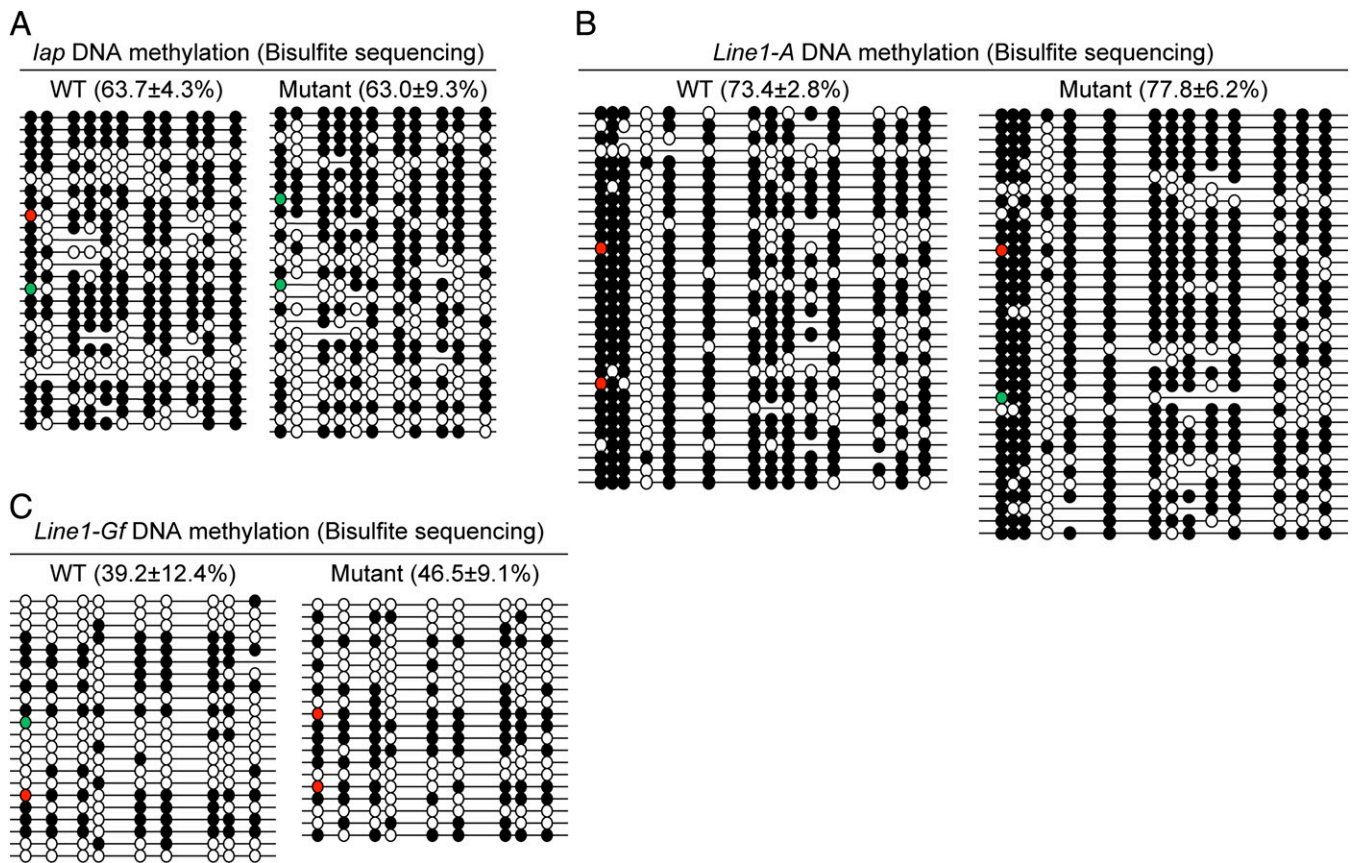 A
Iap DNA methylation (Bisulfite sequencing)
WT (63.7±4.3%)
Mutant (63.0±9.3%)
B
Line1-A DNA methylation (Bisulfite sequencing)
WT (73.4±2.8%)
Mutant (77.8±6.2%)
C
Line1-Gf DNA methylation (Bisulfite sequencing)
WT (39.2±12.4%)
Mutant (46.5±9.1%)